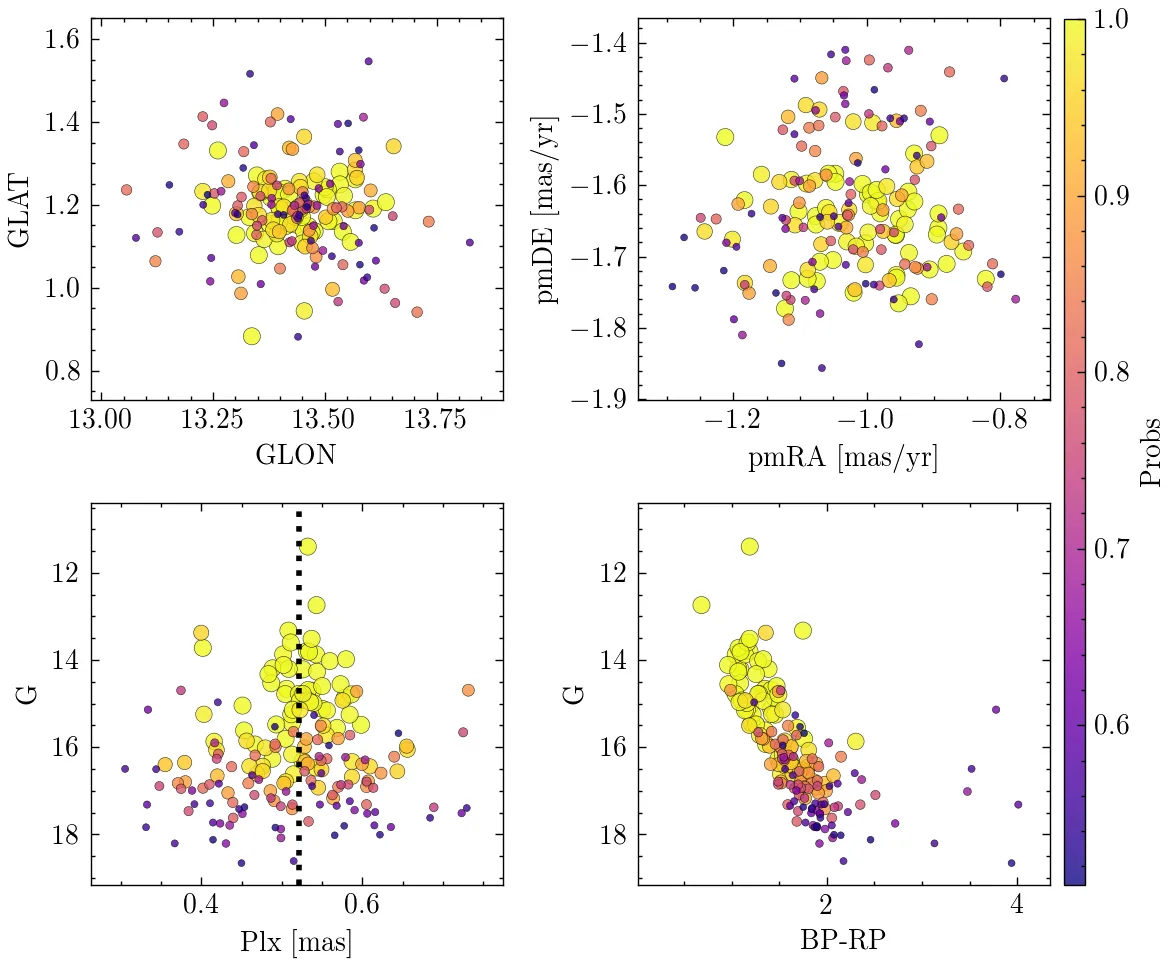 1.6
1.4
1.2
1.0
0.8
GLAT
13.00 13.25 13.50 13.75
GLON
−1.4
−1.5
−1.6
−1.7
−1.8
−1.9
pmDE [mas/yr]
−1.2 −1.0 −0.8
pmRA [mas/yr]
12
14
16
18
G
0.4 0.6
Plx [mas]
12
14
16
18
G
2 4
BP-RP
1.0
0.9
0.8
0.7
0.6
Probs